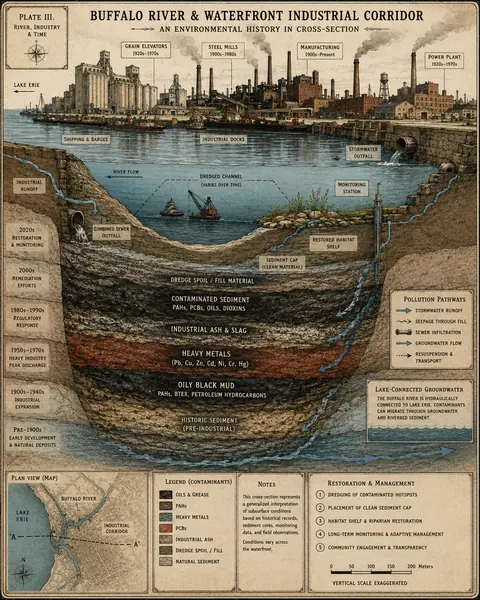 PLATE III.
RIVER, INDUSTRY
& TIME
N
BUFFALO RIVER & WATERFRONT INDUSTRIAL CORRIDOR
AN ENVIRONMENTAL HISTORY IN CROSS-SECTION
GRAIN ELEVATORS
1920s–1970s
STEEL MILLS
1900s–1980s
MANUFACTURING
1900s–Present
POWER PLANT
1920s–1970s
LAKE ERIE
SHIPPING & BARGES
INDUSTRIAL DOCKS
STORMWATER
OUTFALL
RIVER FLOW
DREDGED CHANNEL
(VARIES OVER TIME)
MONITORING
STATION
INDUSTRIAL
RUNOFF
COMBINED SEWER
OUTFALL
RESTORED HABITAT
SHELF
SEDIMENT CAP
(CLEAN MATERIAL)
2020s
RESTORATION
& MONITORING
2000s
REMEDIATION
EFFORTS
1980s–1990s
REGULATORY
RESPONSE
1950s–1970s
HEAVY INDUSTRY
PEAK DISCHARGE
1900s–1940s
INDUSTRIAL
EXPANSION
PRE-1900s
EARLY DEVELOPMENT
& NATURAL DEPOSITS
DREDGE SPOIL / FILL MATERIAL
CONTAMINATED SEDIMENT
PAHs, PCBs, OILS, DIOXINS
INDUSTRIAL ASH & SLAG
HEAVY METALS
(Pb, Cu, Zn, Cd, Ni, Cr, Hg)
OILY BLACK MUD
PAHs, BTEX, PETROLEUM HYDROCARBONS
HISTORIC SEDIMENT
(PRE-INDUSTRIAL)
POLLUTION PATHWAYS
STORMWATER RUNOFF
SEEPAGE THROUGH FILL
SEWER INFILTRATION
GROUNDWATER FLOW
RESUSPENSION &
TRANSPORT
LAKE-CONNECTED GROUNDWATER
THE BUFFALO RIVER IS HYDRAULICALLY
CONNECTED TO LAKE ERIE. CONTAMINANTS
CAN MIGRATE THROUGH GROUNDWATER
AND RIVERBED SEDIMENT.
PLAN VIEW (MAP)
BUFFALO RIVER
LAKE
ERIE
INDUSTRIAL
CORRIDOR
A
A'
N
LEGEND (CONTAMINANTS)
OILS & GREASE
PAHs
HEAVY METALS
PCBs
INDUSTRIAL ASH
DREDGE SPOIL / FILL
NATURAL SEDIMENT
NOTES
This cross-section represents
a generalized interpretation
of subsurface conditions
based on historical records,
sediment cores, monitoring
data, and field observations.
Conditions vary across
the waterfront.
RESTORATION & MANAGEMENT
1 DREDGING OF CONTAMINATED HOTSPOTS
2 PLACEMENT OF CLEAN SEDIMENT CAP
3 HABITAT SHELF & RIPARIAN RESTORATION
4 LONG-TERM MONITORING & ADAPTIVE MANAGEMENT
5 COMMUNITY ENGAGEMENT & TRANSPARENCY
0 50 100 150 200 Meters
VERTICAL SCALE EXAGGERATED